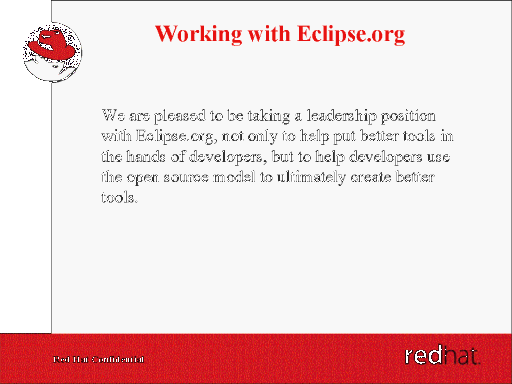 Working with Eclipse.org
We are pleased to be taking a leadership position
with Eclipse.org, not only to help put better tools in
the hands of developers, but to help developers use
the open source model to ultimately create better
tools.
Red Hat Confidential
redhat.